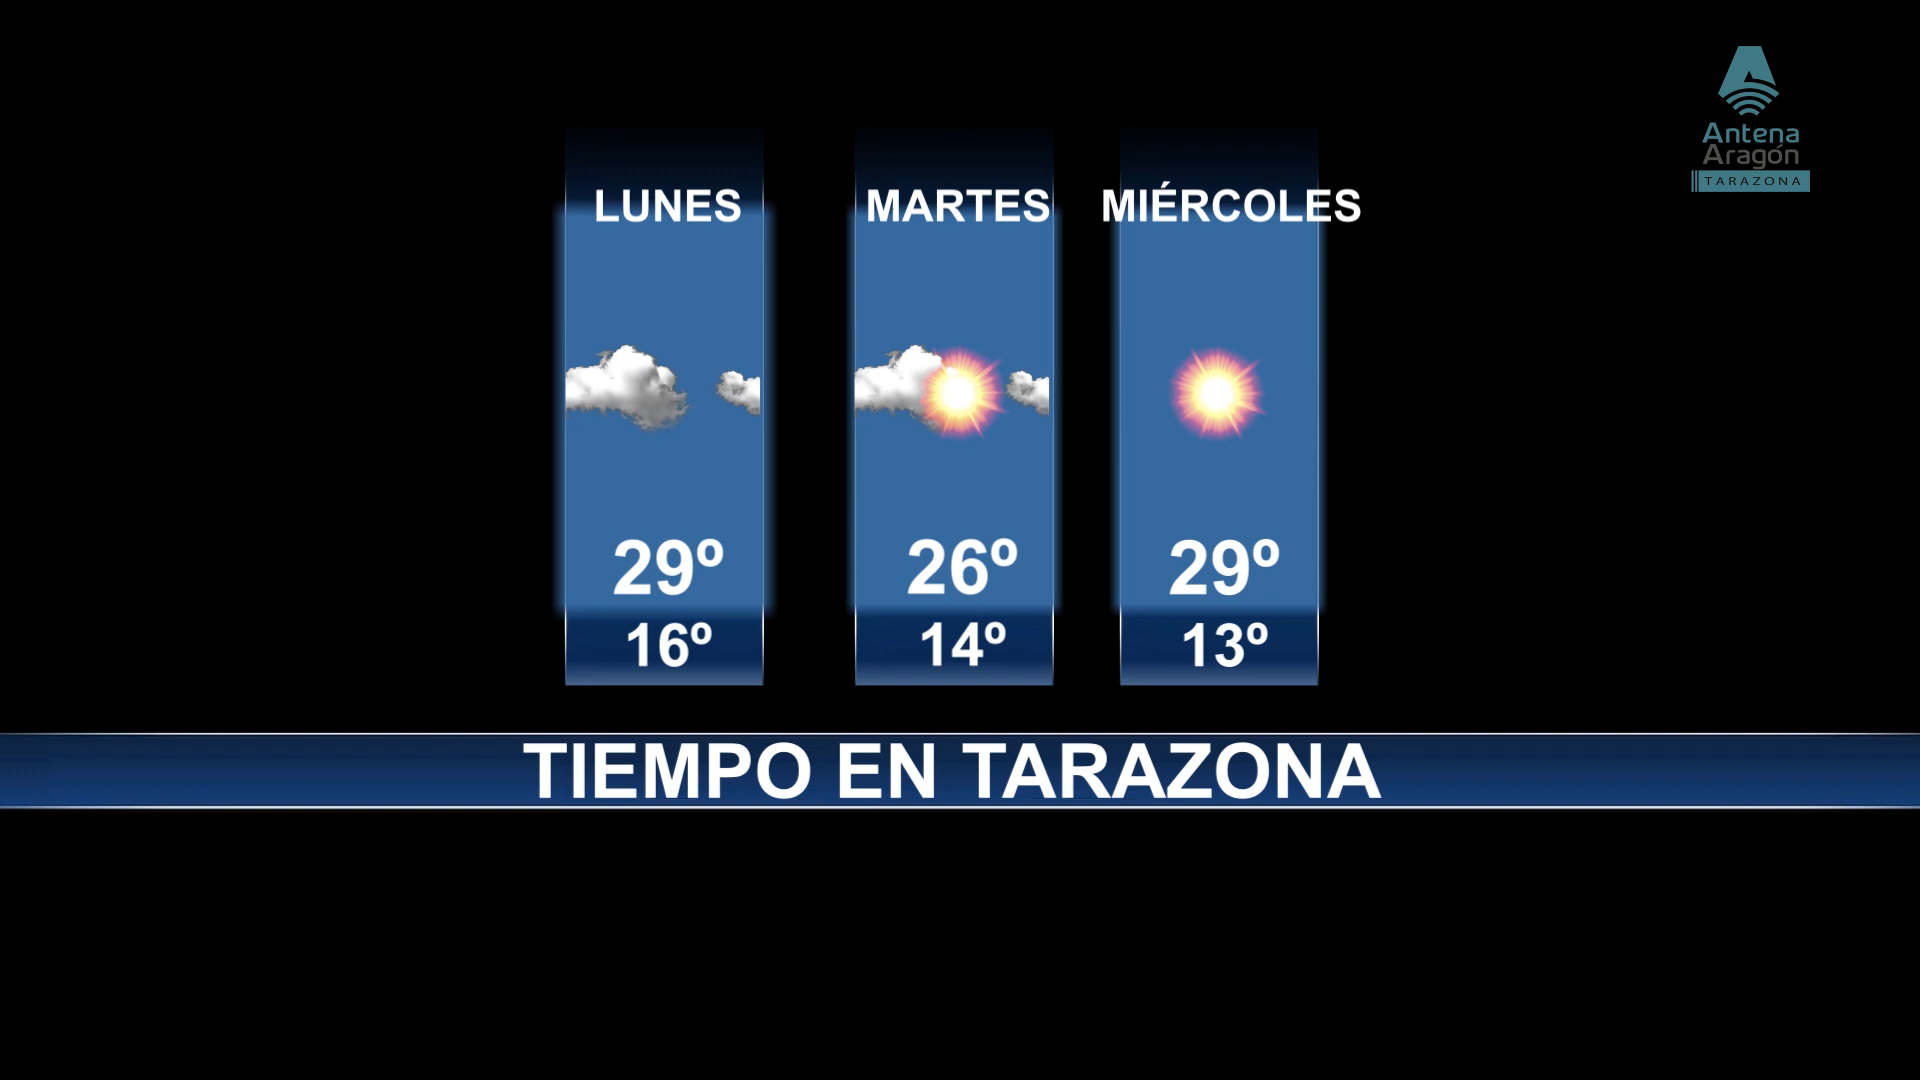 Antena
Aragón
TARAZONA
LUNES
MARTES
MIÉRCOLES
29º
26º
29º
16º
14º
13º
TIEMPO EN TARAZONA